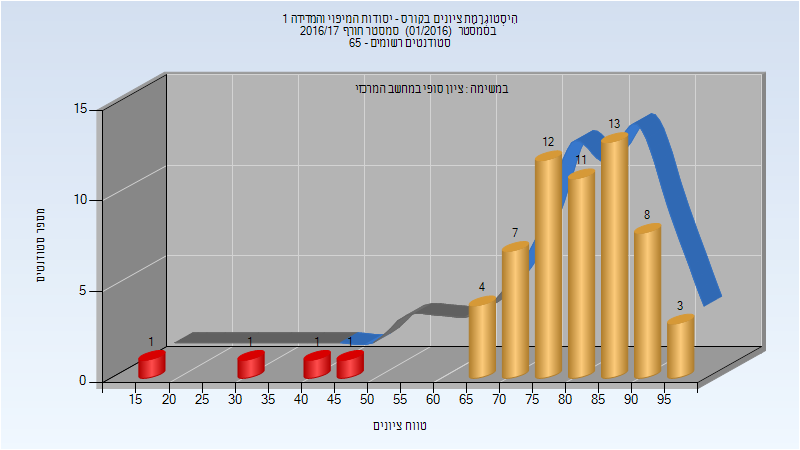 היסטוגרמת ציונים בקורס - יסודות המיפוי והמדידה 1
בסמסטר (01/2016) סמסטר חורף 2016/17
סטודנטים רשומים - 65
במשימה : ציון סופי במחשב המרכזי
מספר סטודנטים
15
10
5
0
1
1
1
1
4
7
12
11
13
8
3
15 20 25 30 35 40 45 50 55 60 65 70 75 80 85 90 95
טווח ציונים